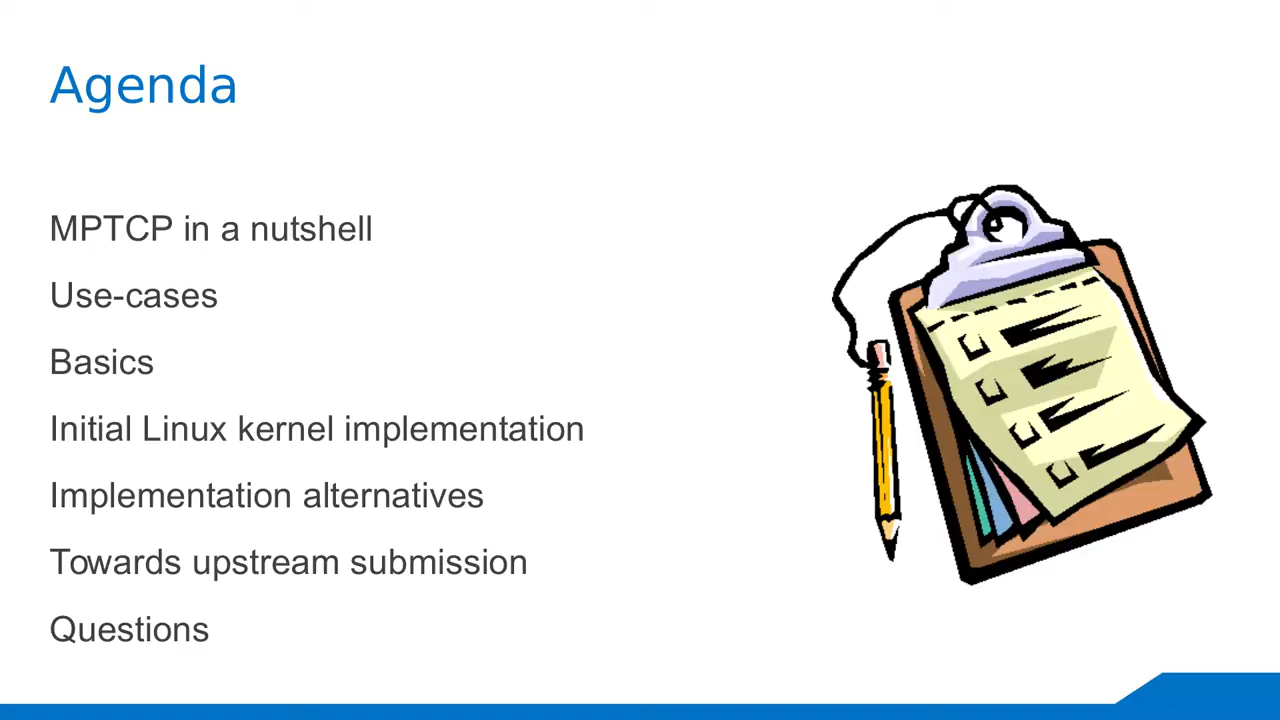 Agenda
MPTCP in a nutshell
Use-cases
Basics
Initial Linux kernel implementation
Implementation alternatives
Towards upstream submission
Questions